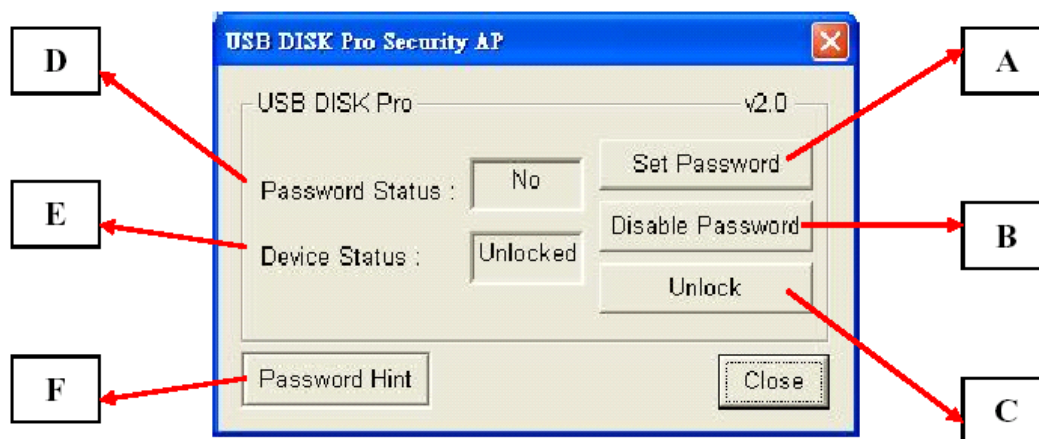 USB DISK Pro Security AP
D
A
USB DISK Pro
v2.0
Password Status :
No
Set Password
E
Disable Password
B
Device Status :
Unlocked
Unlock
F
Password Hint
Close
C